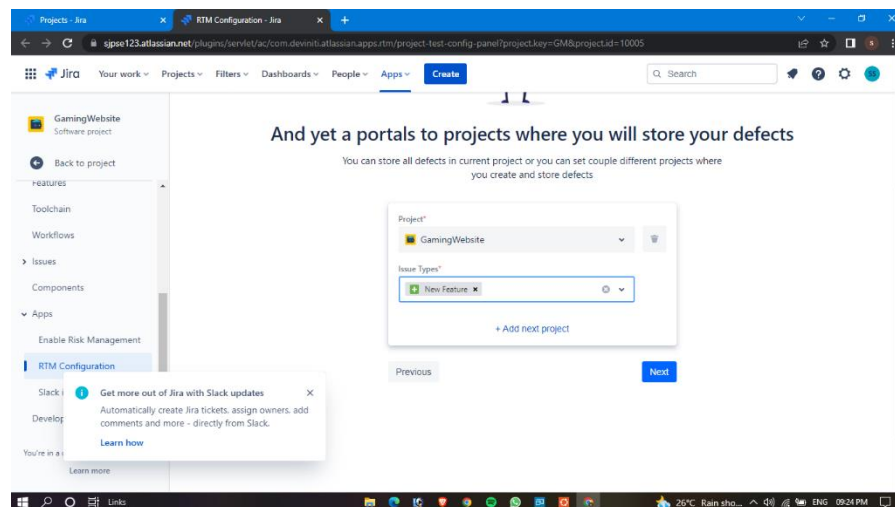 Projects - Jira
RTM Configuration - Jira
sjpse123.atlassian.net/plugins/servlet/ac/com.deviniti.atlassian.apps.rtm/project-test-config-panel?project.key=GM&project.id=10005
Jira Your work Projects Filters Dashboards People Apps Create Search
GamingWebsite
Software project
Back to project
Features
Toolchain
Workflows
Issues
Components
Apps
Enable Risk Management
RTM Configuration
Slack
Develop
You're in a
Learn more
And yet a portals to projects where you will store your defects
You can store all defects in current project or you can set couple different projects where
you create and store defects
Project*
GamingWebsite
Issue Types*
New Feature
+ Add next project
Previous
Next
Get more out of Jira with Slack updates
Automatically create Jira tickets, assign owners, add
comments and more - directly from Slack.
Learn how
Links
26°C Rain sho... ENG 09:24 PM